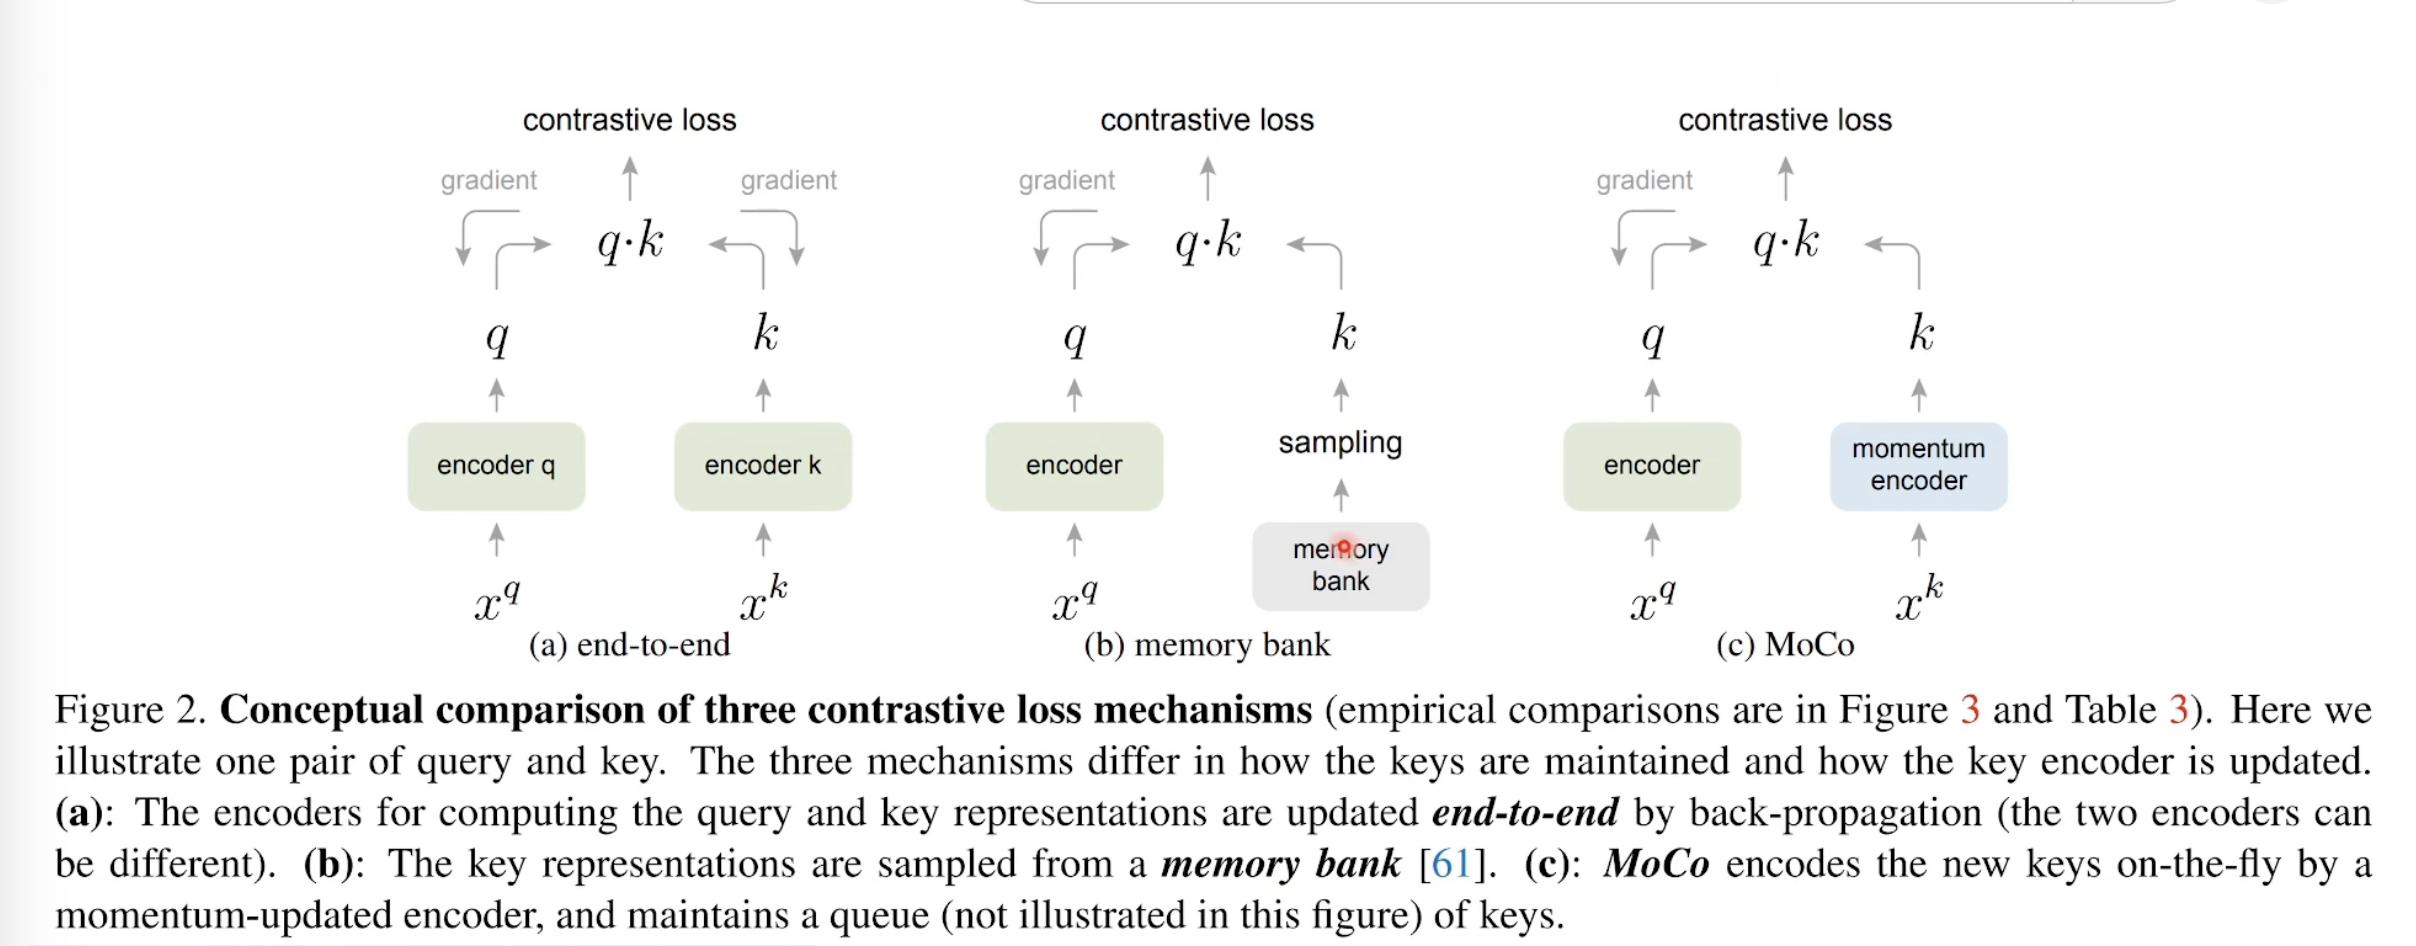 contrastive loss contrastive loss contrastive loss
gradient gradient gradient gradient
q·k q·k q·k
q k q k q k
sampling
encoder q encoder k encoder encoder momentum encoder
memory bank
x^q x^k x^q x^q x^k
(a) end-to-end (b) memory bank (c) MoCo
Figure 2. Conceptual comparison of three contrastive loss mechanisms (empirical comparisons are in Figure 3 and Table 3). Here we
illustrate one pair of query and key. The three mechanisms differ in how the keys are maintained and how the key encoder is updated.
(a): The encoders for computing the query and key representations are updated end-to-end by back-propagation (the two encoders can
be different). (b): The key representations are sampled from a memory bank [61]. (c): MoCo encodes the new keys on-the-fly by a
momentum-updated encoder, and maintains a queue (not illustrated in this figure) of keys.